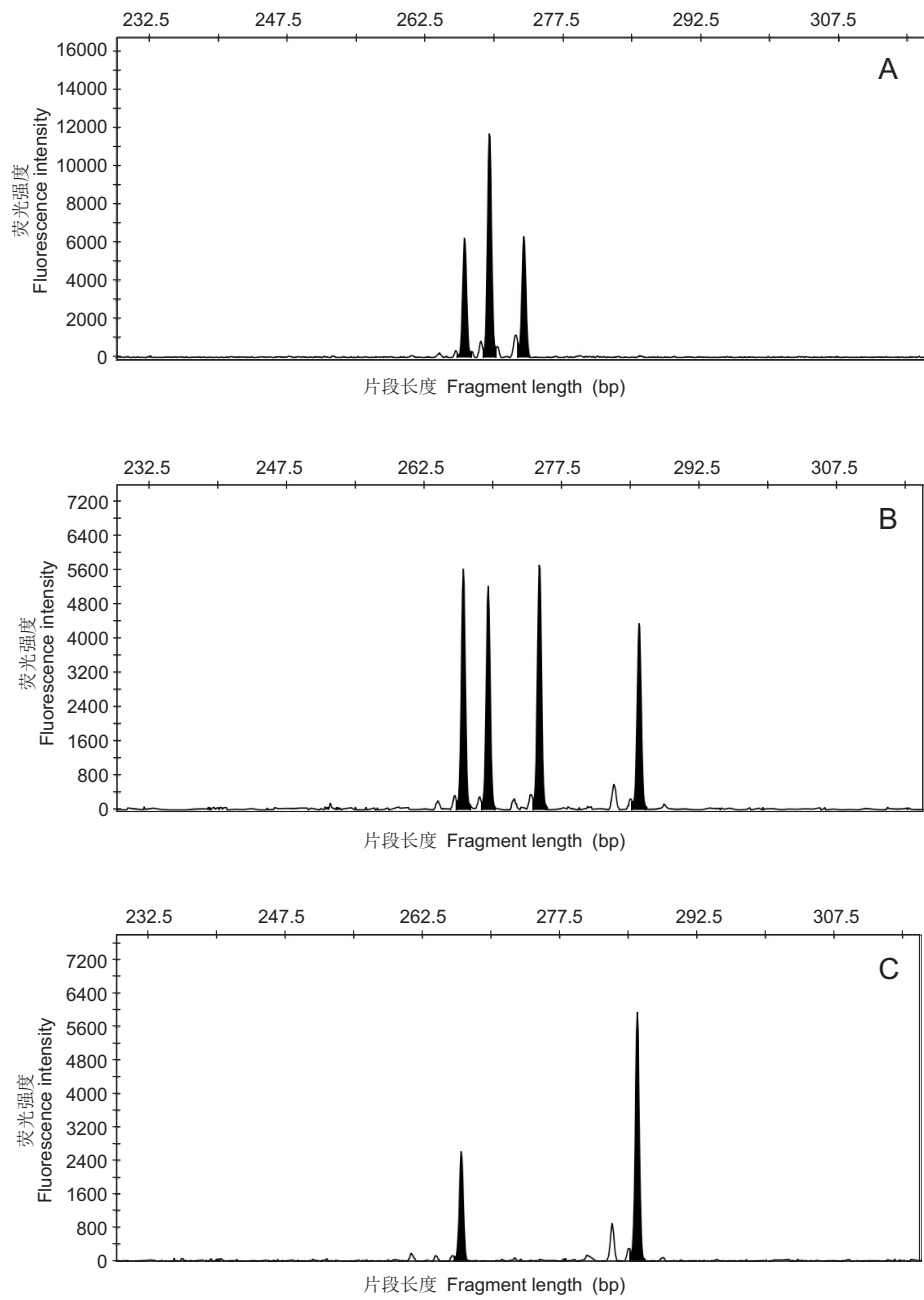 232.5 247.5 262.5 277.5 292.5 307.5
A
16000
14000
12000
10000
8000
6000
4000
2000
0
荧光强度
Fluorescence intensity
片段长度 Fragment length (bp)
232.5 247.5 262.5 277.5 292.5 307.5
B
7200
6400
5600
4800
4000
3200
2400
1600
800
0
荧光强度
Fluorescence intensity
片段长度 Fragment length (bp)
232.5 247.5 262.5 277.5 292.5 307.5
C
7200
6400
5600
4800
4000
3200
2400
1600
800
0
荧光强度
Fluorescence intensity
片段长度 Fragment length (bp)